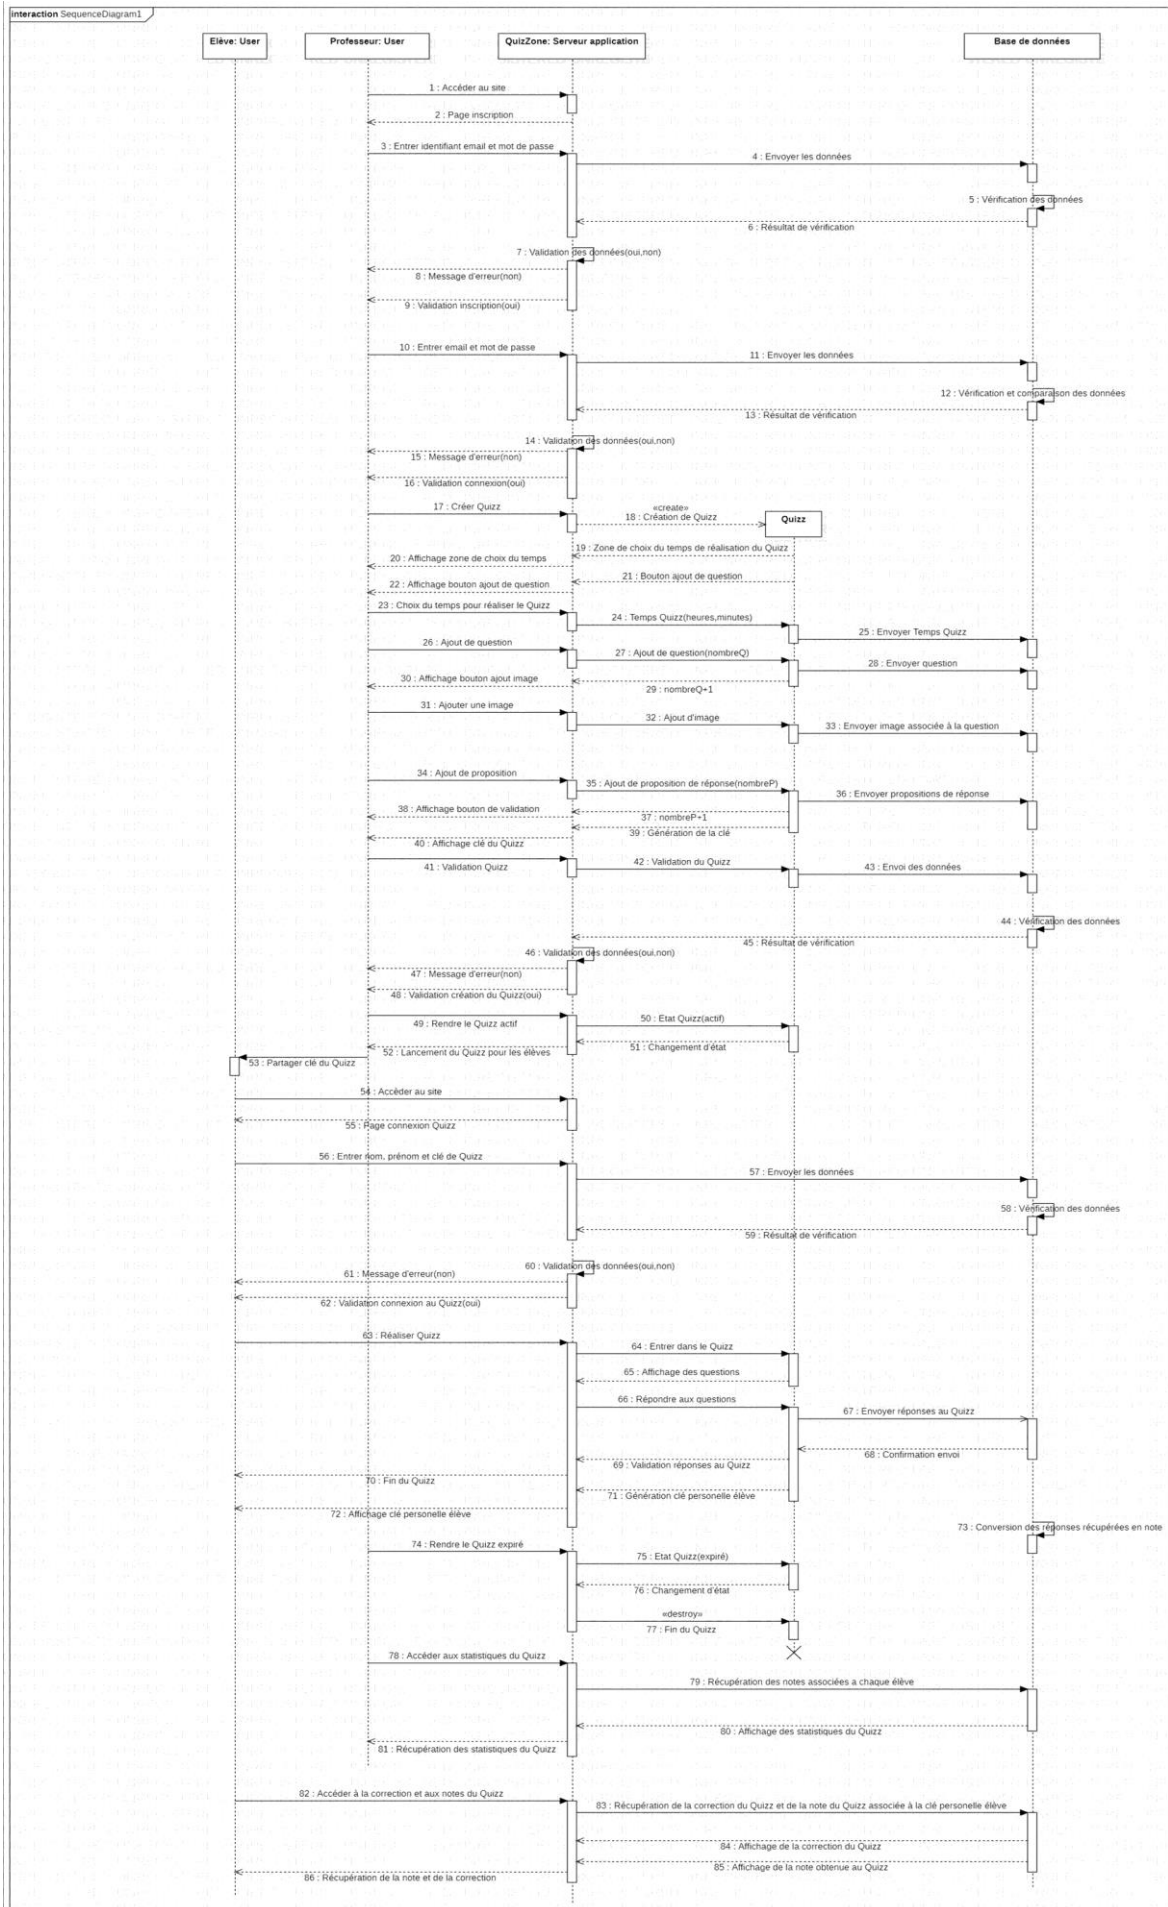 interaction SequenceDiagram1
Elève: User
Professeur: User
QuizZone: Serveur application
Base de données
1 : Accéder au site
2 : Page inscription
3 : Entrer identifiant email et mot de passe
4 : Envoyer les données
5 : Vérification des données
6 : Résultat de vérification
7 : Validation des données(oui,non)
8 : Message d'erreur(non)
9 : Validation inscription(oui)
10 : Entrer email et mot de passe
11 : Envoyer les données
12 : Vérification et comparaison des données
13 : Résultat de vérification
14 : Validation des données(oui,non)
15 : Message d'erreur(non)
16 : Validation connexion(oui)
17 : Créer Quizz
«create»
18 : Création de Quizz
Quizz
19 : Zone de choix du temps de réalisation du Quizz
20 : Affichage zone de choix du temps
21 : Bouton ajout de question
22 : Affichage bouton ajout de question
23 : Choix du temps pour réaliser le Quizz
24 : Temps Quizz(heures,minutes)
25 : Envoyer Temps Quizz
26 : Ajout de question
27 : Ajout de question(nombreQ)
28 : Envoyer question
29 : nombreQ+1
30 : Affichage bouton ajout image
31 : Ajouter une image
32 : Ajout d'image
33 : Envoyer image associée à la question
34 : Ajout de proposition
35 : Ajout de proposition de réponse(nombreP)
36 : Envoyer propositions de réponse
37 : nombreP+1
38 : Affichage bouton de validation
39 : Génération de la clé
40 : Affichage clé du Quizz
41 : Validation Quizz
42 : Validation du Quizz
43 : Envoi des données
44 : Vérification des données
45 : Résultat de vérification
46 : Validation des données(oui,non)
47 : Message d'erreur(non)
48 : Validation création du Quizz(oui)
49 : Rendre le Quizz actif
50 : Etat Quizz(actif)
51 : Changement d'état
52 : Lancement du Quizz pour les élèves
53 : Partager clé du Quizz
54 : Accèder au site
55 : Page connexion Quizz
56 : Entrer nom, prénom et clé de Quizz
57 : Envoyer les données
58 : Vérification des données
59 : Résultat de vérification
60 : Validation des données(oui,non)
61 : Message d'erreur(non)
62 : Validation connexion au Quizz(oui)
63 : Réaliser Quizz
64 : Entrer dans le Quizz
65 : Affichage des questions
66 : Répondre aux questions
67 : Envoyer réponses au Quizz
68 : Confirmation envoi
69 : Validation réponses au Quizz
70 : Fin du Quizz
71 : Génération clé personelle élève
72 : Affichage clé personelle élève
73 : Conversion des réponses récupérées en note
74 : Rendre le Quizz expiré
75 : Etat Quizz(expiré)
76 : Changement d'état
«destroy»
77 : Fin du Quizz
78 : Accéder aux statistiques du Quizz
79 : Récupération des notes associées a chaque élève
80 : Affichage des statistiques du Quizz
81 : Récupération des statistiques du Quizz
82 : Accéder à la correction et aux notes du Quizz
83 : Récupération de la correction du Quizz et de la note du Quizz associée à la clé personelle élève
84 : Affichage de la correction du Quizz
85 : Affichage de la note obtenue au Quizz
86 : Récupération de la note et de la correction